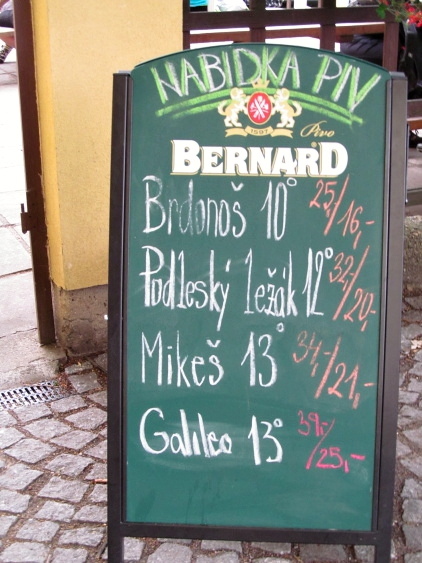 NABIDKA PIV
1597 Pivo
BERNARD
Brdonoš 10° 25,/16,-
Podleský ležák 12° 32,/20,-
Mikeš 13° 34,-/21,-
Galileo 13° 39,/25,-